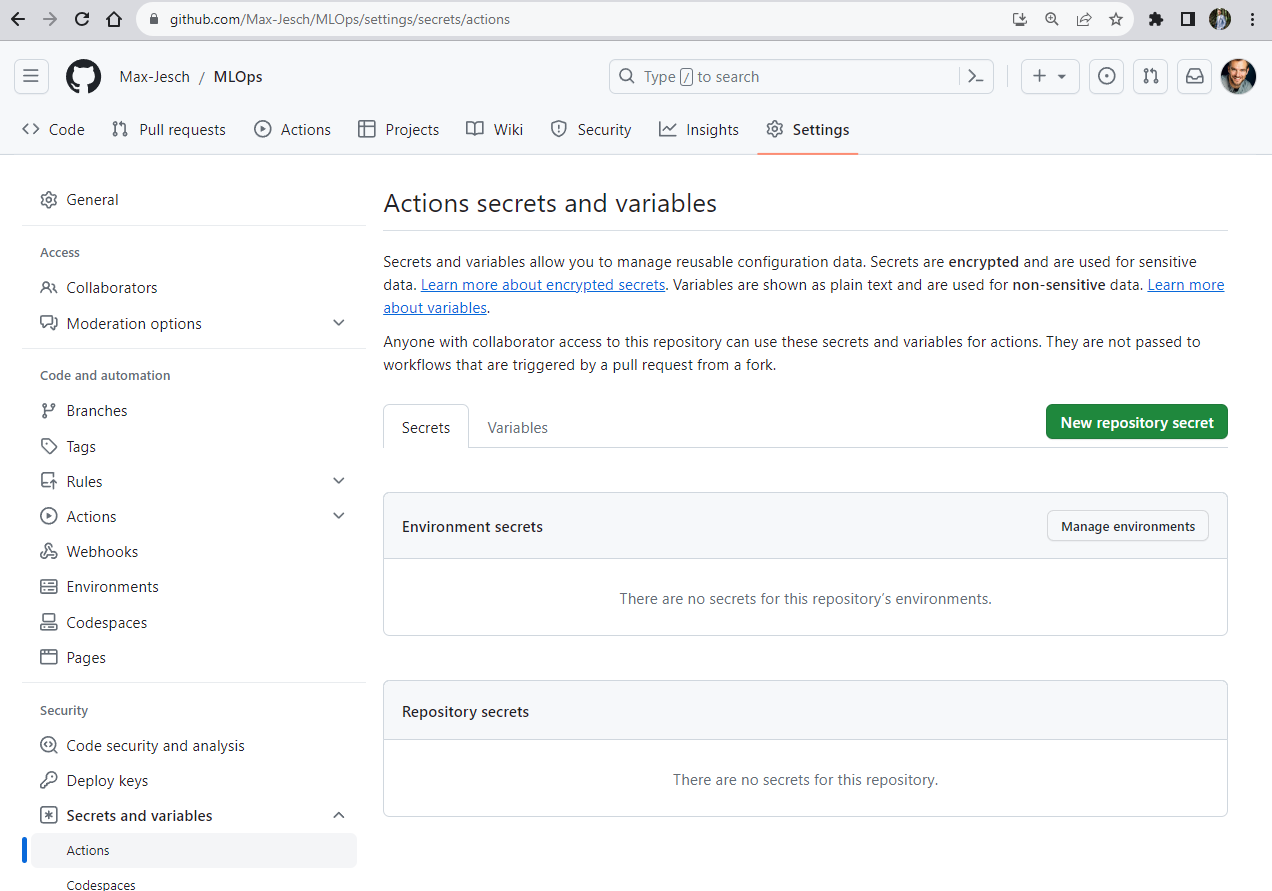 github.com/Max-Jesch/MLOps/settings/secrets/actions
Max-Jesch / MLOps
Type / to search
Code Pull requests Actions Projects Wiki Security Insights Settings
General
Access
Collaborators
Moderation options
Code and automation
Branches
Tags
Rules
Actions
Webhooks
Environments
Codespaces
Pages
Security
Code security and analysis
Deploy keys
Secrets and variables
Actions
Codespaces
Actions secrets and variables
Secrets and variables allow you to manage reusable configuration data. Secrets are encrypted and are used for sensitive
data. Learn more about encrypted secrets. Variables are shown as plain text and are used for non-sensitive data. Learn more
about variables.
Anyone with collaborator access to this repository can use these secrets and variables for actions. They are not passed to
workflows that are triggered by a pull request from a fork.
Secrets Variables New repository secret
Environment secrets Manage environments
There are no secrets for this repository's environments.
Repository secrets
There are no secrets for this repository.